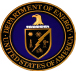 DEPARTMENT OF ENERGY
UNITED STATES OF AMERICA